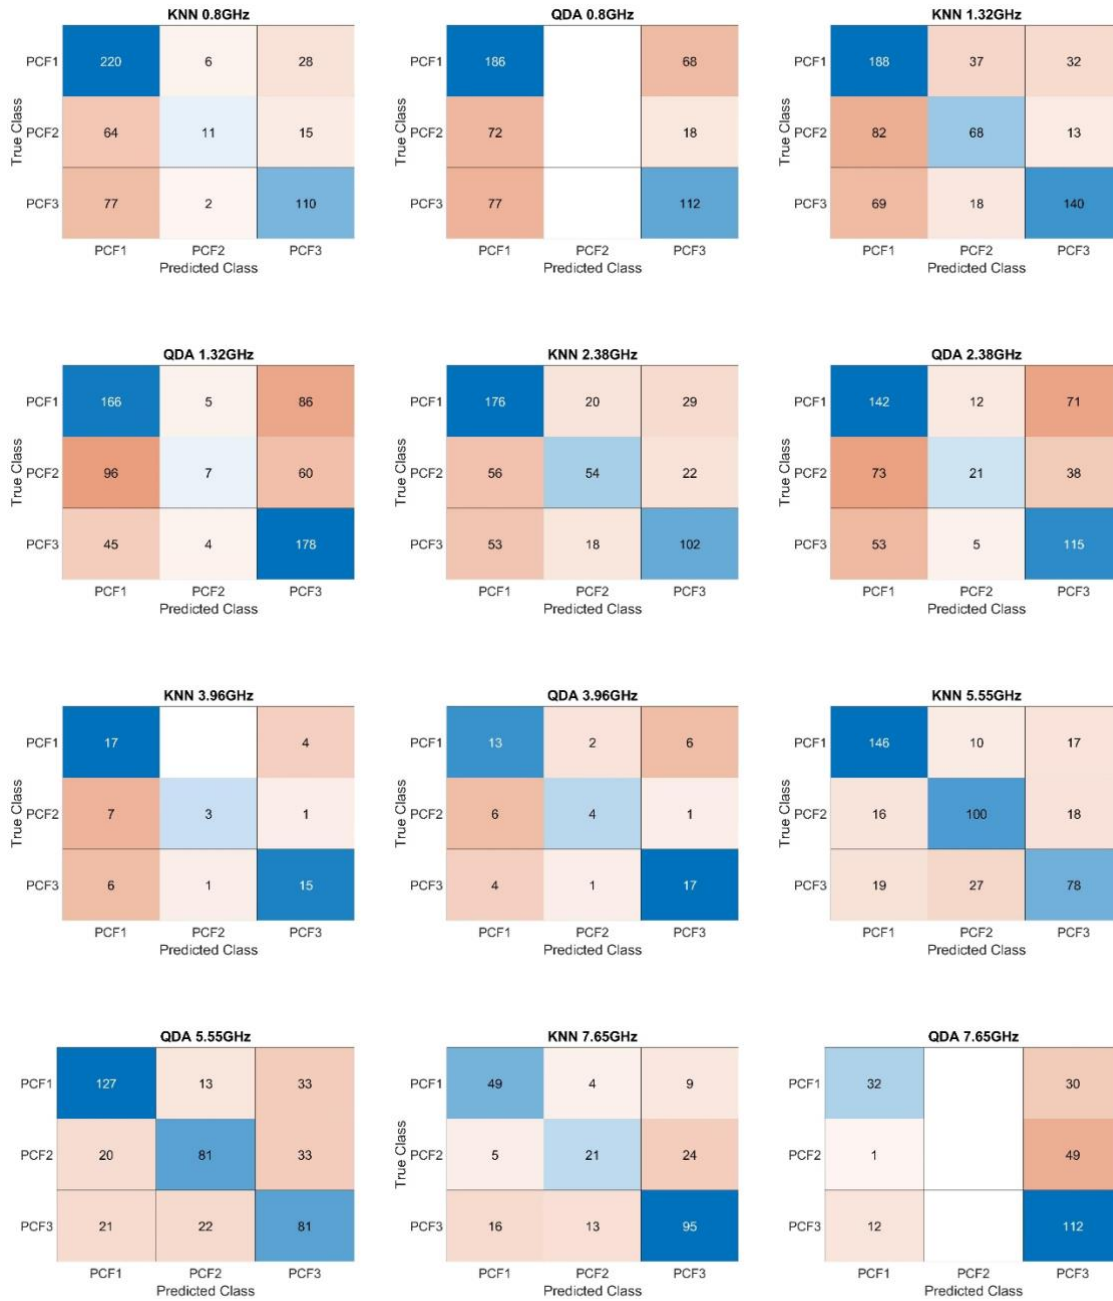 KNN 0.8GHz
True Class
PCF1 220 6 28
PCF2 64 11 15
PCF3 77 2 110
PCF1 PCF2 PCF3
Predicted Class
QDA 0.8GHz
True Class
PCF1 186 68
PCF2 72 18
PCF3 77 112
PCF1 PCF2 PCF3
Predicted Class
KNN 1.32GHz
True Class
PCF1 188 37 32
PCF2 82 68 13
PCF3 69 18 140
PCF1 PCF2 PCF3
Predicted Class
QDA 1.32GHz
True Class
PCF1 166 5 86
PCF2 96 7 60
PCF3 45 4 178
PCF1 PCF2 PCF3
Predicted Class
KNN 2.38GHz
True Class
PCF1 176 20 29
PCF2 56 54 22
PCF3 53 18 102
PCF1 PCF2 PCF3
Predicted Class
QDA 2.38GHz
True Class
PCF1 142 12 71
PCF2 73 21 38
PCF3 53 5 115
PCF1 PCF2 PCF3
Predicted Class
KNN 3.96GHz
True Class
PCF1 17 4
PCF2 7 3 1
PCF3 6 1 15
PCF1 PCF2 PCF3
Predicted Class
QDA 3.96GHz
True Class
PCF1 13 2 6
PCF2 6 4 1
PCF3 4 1 17
PCF1 PCF2 PCF3
Predicted Class
KNN 5.55GHz
True Class
PCF1 146 10 17
PCF2 16 100 18
PCF3 19 27 78
PCF1 PCF2 PCF3
Predicted Class
QDA 5.55GHz
True Class
PCF1 127 13 33
PCF2 20 81 33
PCF3 21 22 81
PCF1 PCF2 PCF3
Predicted Class
KNN 7.65GHz
True Class
PCF1 49 4 9
PCF2 5 21 24
PCF3 16 13 95
PCF1 PCF2 PCF3
Predicted Class
QDA 7.65GHz
True Class
PCF1 32 30
PCF2 1 49
PCF3 12 112
PCF1 PCF2 PCF3
Predicted Class